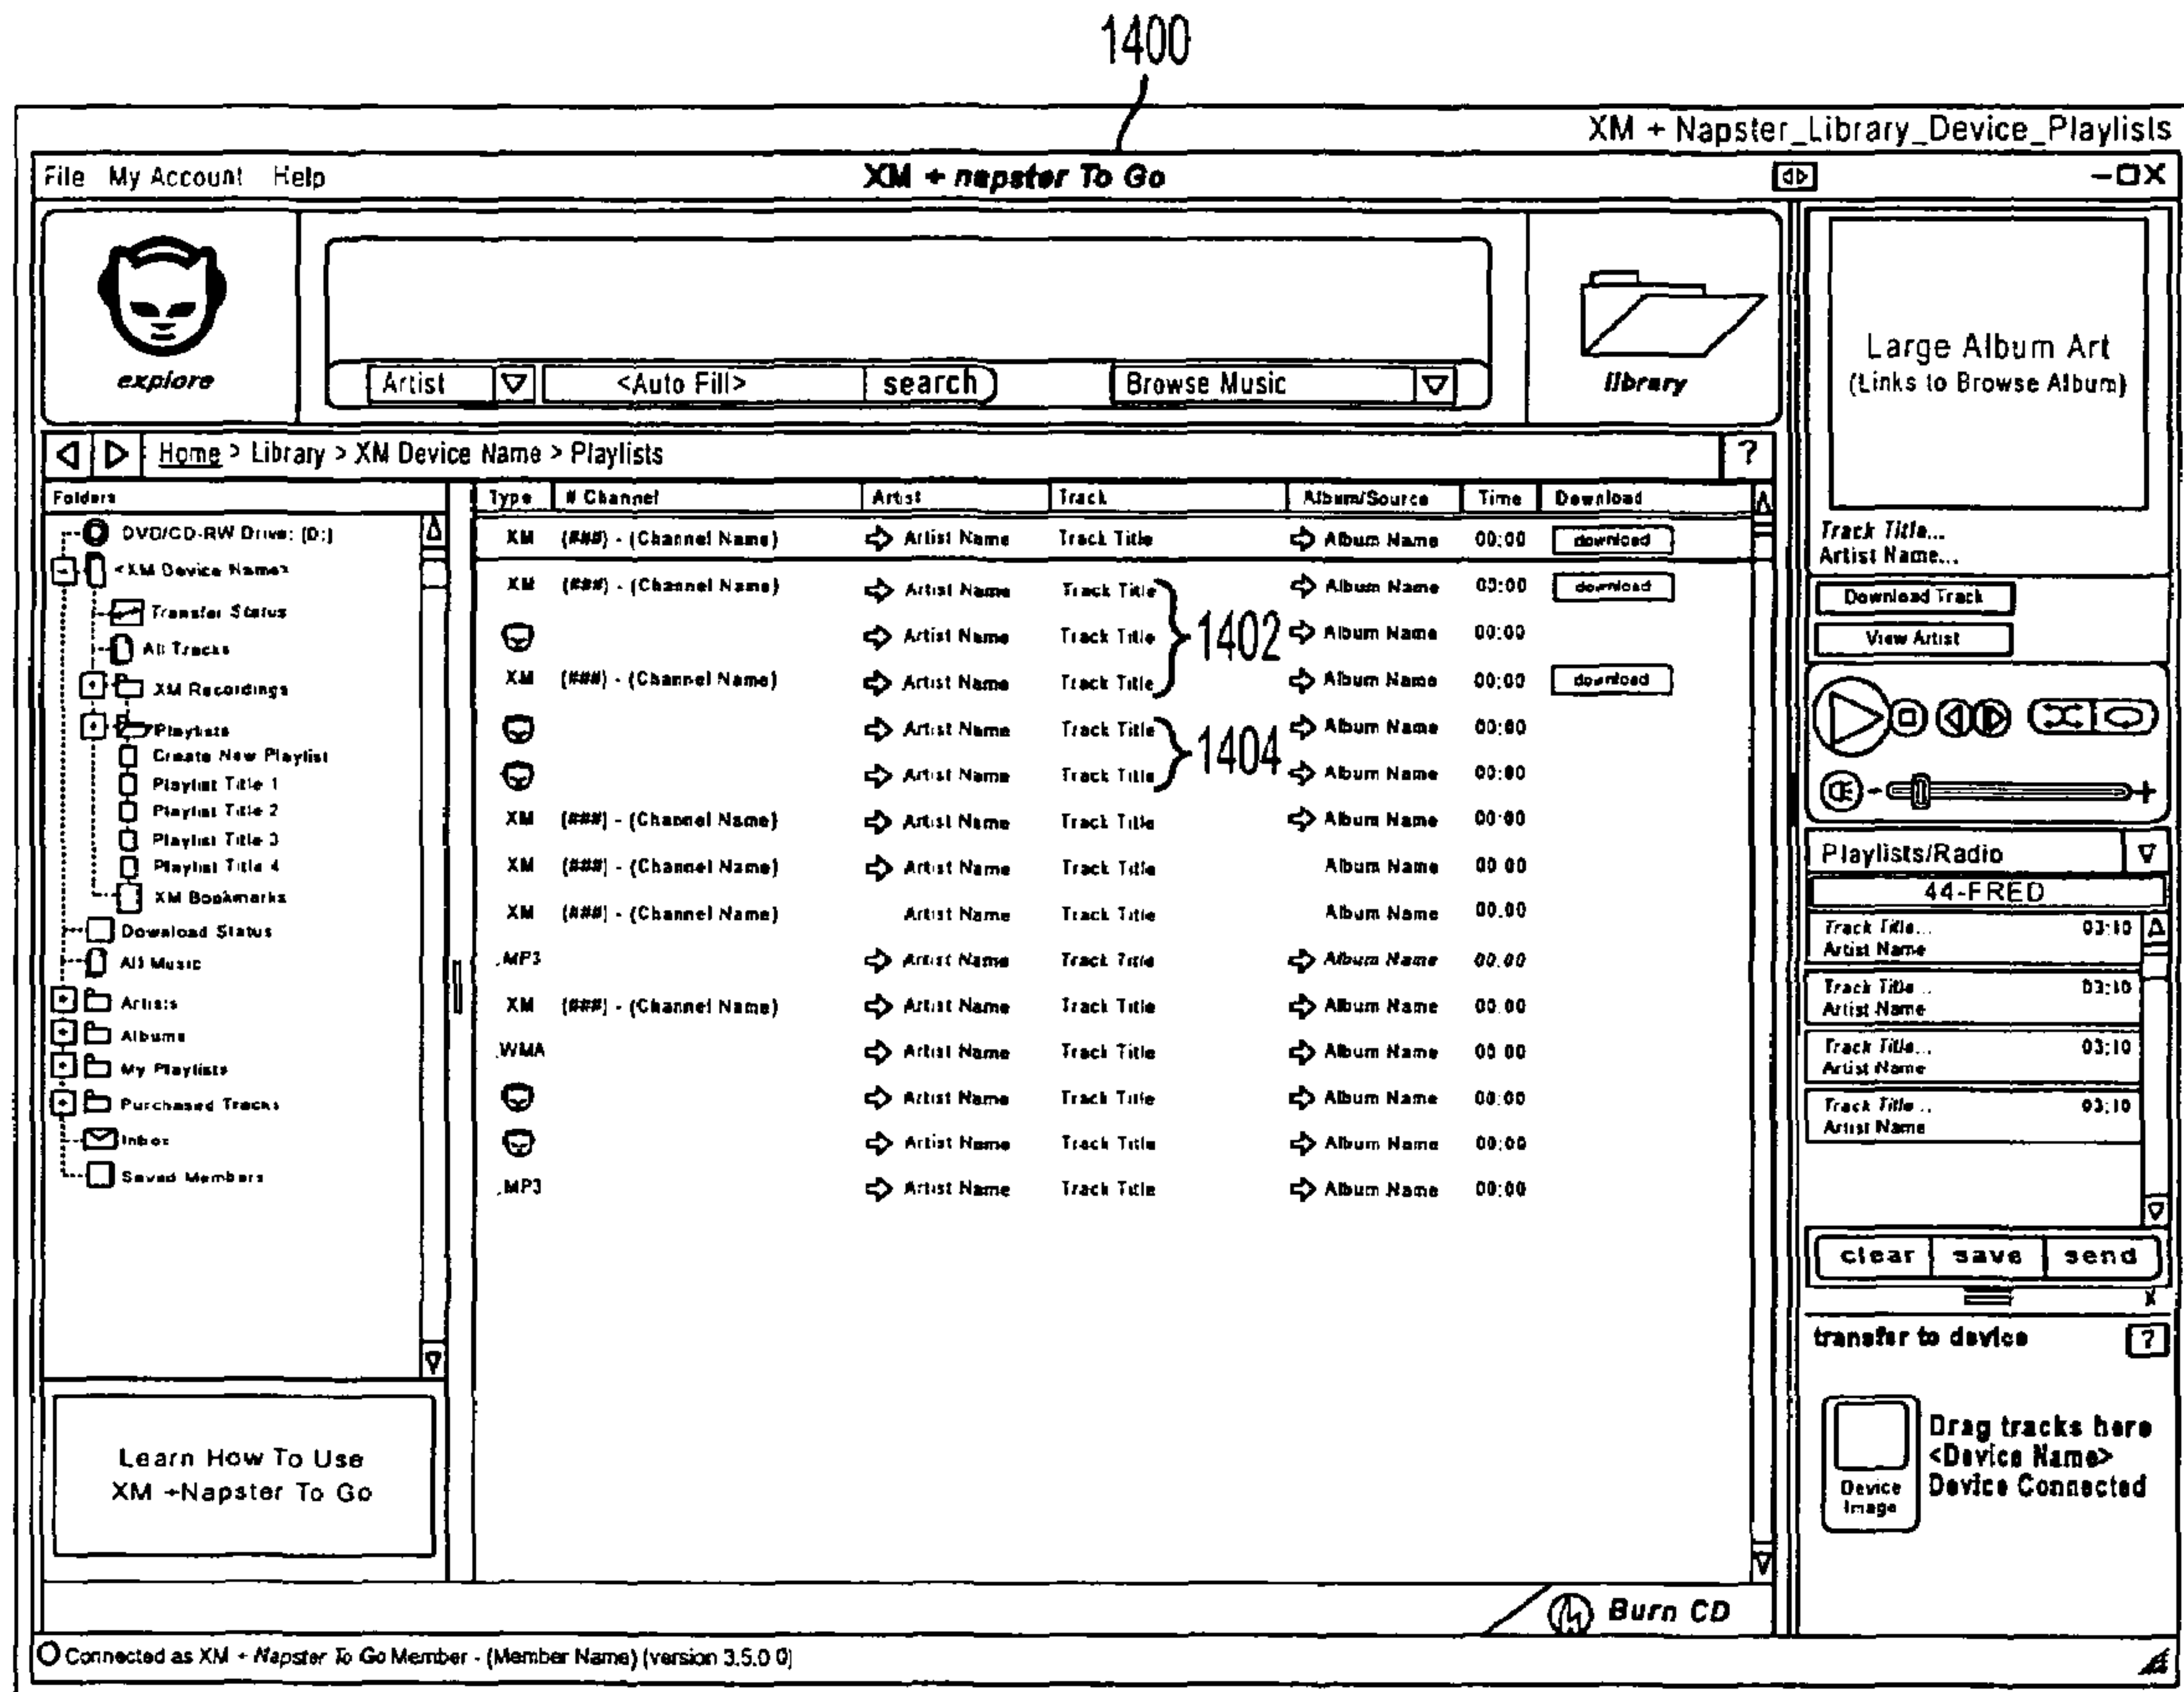 1400
XM + Napster_Library_Device_Playlists
File My Account Help
XM + napster To Go
explore
Artist <Auto Fill> search Browse Music
library
Large Album Art
(Links to Browse Album)
Track Title...
Artist Name...
Download Track
View Artist
Home > Library > XM Device Name > Playlists ?
Folders
DVD/CD-RW Drive: (D:)
<XM Device Name>
Transfer Status
All Tracks
XM Recordings
Playlists
Create New Playlist
Playlist Title 1
Playlist Title 2
Playlist Title 3
Playlist Title 4
XM Bookmarks
Download Status
All Music
Artists
Albums
My Playlists
Purchased Tracks
Inbox
Saved Members
Learn How To Use
XM +Napster To Go
Type # Channel Artist Track Album/Source Time Download
XM (###) - (Channel Name) Artist Name Track Title Album Name 00:00 download
XM (###) - (Channel Name) Artist Name Track Title Album Name 00:00 download
Artist Name Track Title 1402 Album Name 00:00
XM (###) - (Channel Name) Artist Name Track Title Album Name 00:00 download
Artist Name Track Title Album Name 00:00
1404
Artist Name Track Title Album Name 00:00
XM (###) - (Channel Name) Artist Name Track Title Album Name 00:00
XM (###) - (Channel Name) Artist Name Track Title Album Name 00:00
XM (###) - (Channel Name) Artist Name Track Title Album Name 00:00
.MP3 Artist Name Track Title Album Name 00:00
XM (###) - (Channel Name) Artist Name Track Title Album Name 00:00
.WMA Artist Name Track Title Album Name 00:00
Artist Name Track Title Album Name 00:00
Artist Name Track Title Album Name 00:00
.MP3 Artist Name Track Title Album Name 00:00
Playlists/Radio
44-FRED
Track Title... 03:10
Artist Name
Track Title... 03:10
Artist Name
Track Title... 03:10
Artist Name
Track Title... 03:10
Artist Name
clear save send
x
transfer to device ?
Drag tracks here
<Device Name>
Device Connected
Device
Image
Burn CD
Connected as XM + Napster To Go Member - (Member Name) (version 3.5.0 0)